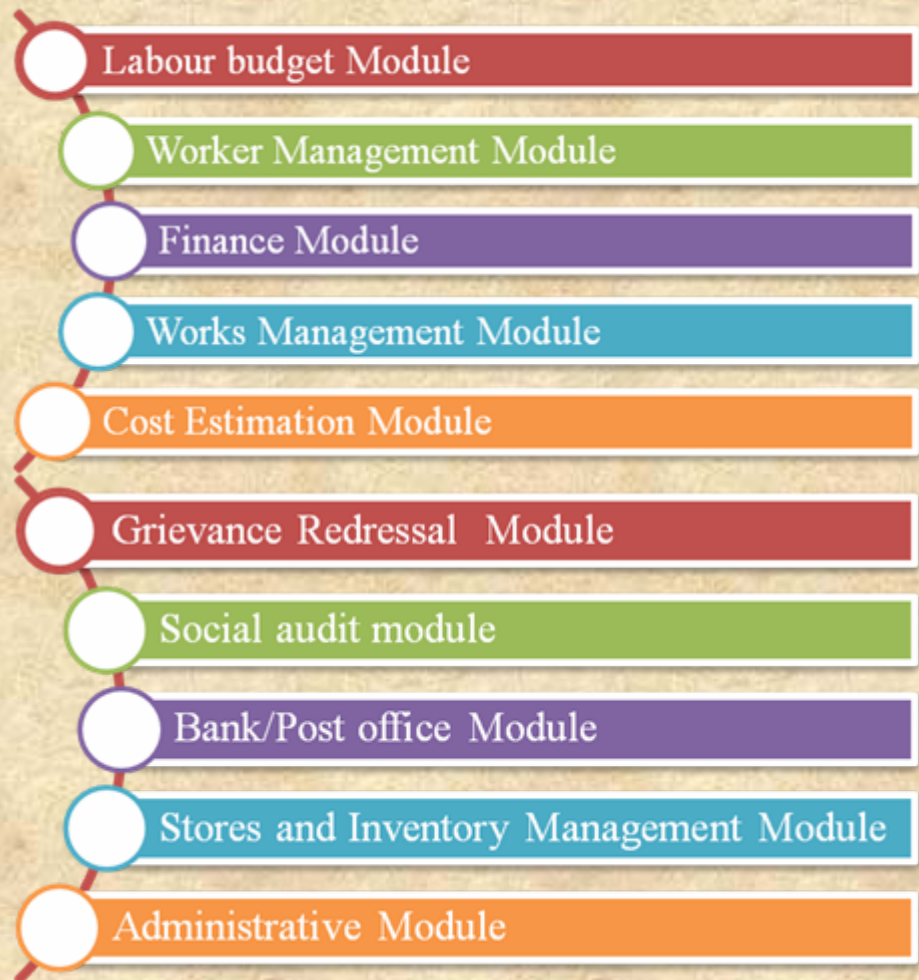 Labour budget Module
Worker Management Module
Finance Module
Works Management Module
Cost Estimation Module
Grievance Redressal Module
Social audit module
Bank/Post office Module
Stores and Inventory Management Module
Administrative Module